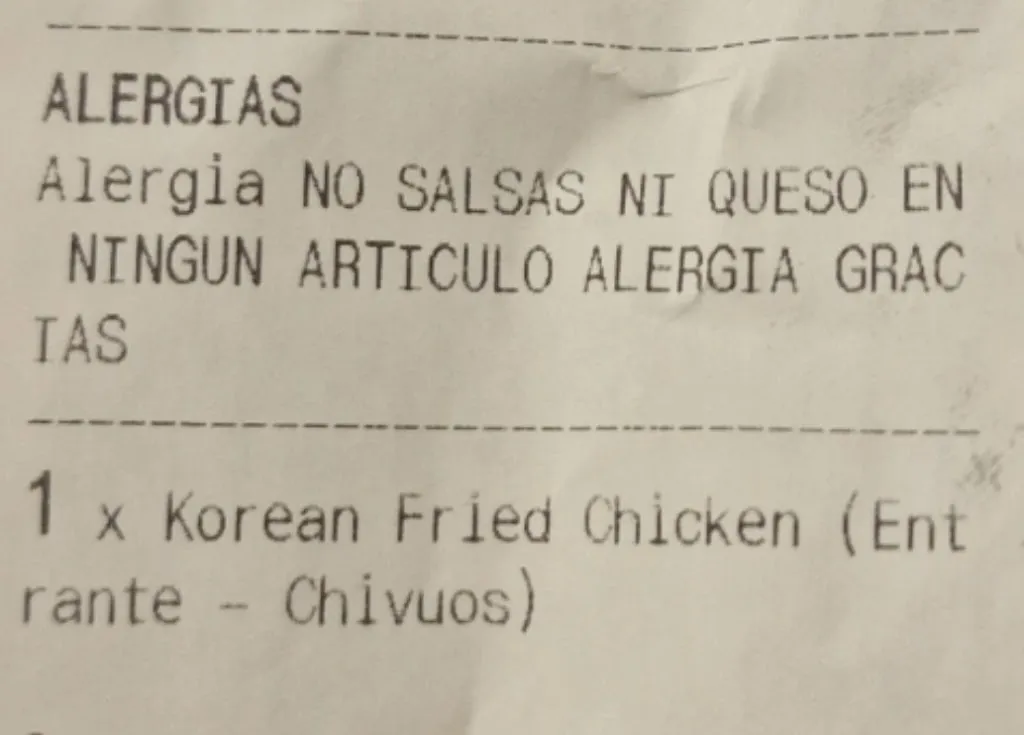 ALERGIAS
Alergia NO SALSAS NI QUESO EN
NINGUN ARTICULO ALERGIA GRAC
IAS
1 x Korean Fried Chicken (Ent
rante - Chivuos)